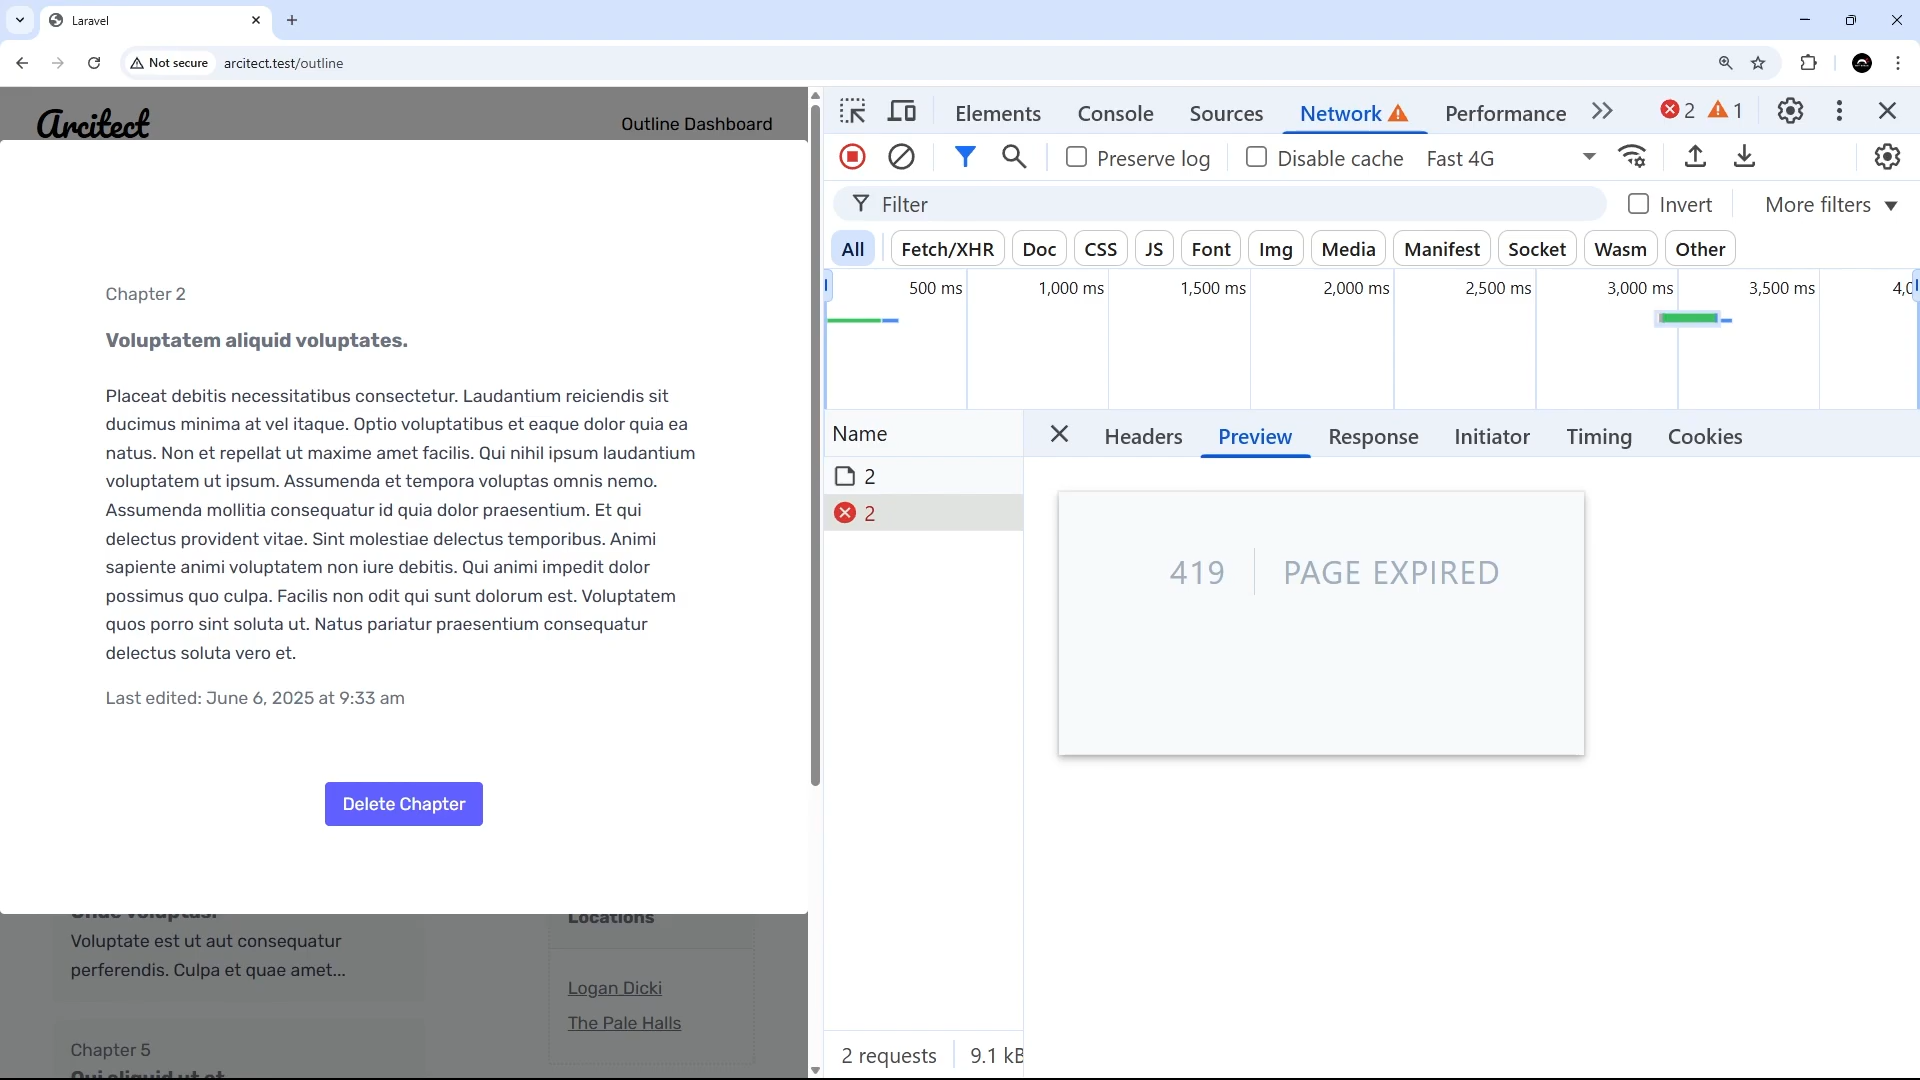 Laravel
Not secure
arcitect.test/outline
Arcitect
Outline Dashboard
Chapter 2
Voluptatem aliquid voluptates.
Placeat debitis necessitatibus consectetur. Laudantium reiciendis sit
ducimus minima at vel itaque. Optio voluptatibus et eaque dolor quia ea
natus. Non et repellat ut maxime amet facilis. Qui nihil ipsum laudantium
voluptatem ut ipsum. Assumenda et tempora voluptas omnis nemo.
Assumenda mollitia consequatur id quia dolor praesentium. Et qui
delectus provident vitae. Sint molestiae delectus temporibus. Animi
sapiente animi voluptatem non iure debitis. Qui animi impedit dolor
possimus quo culpa. Facilis non odit qui sunt dolorum est. Voluptatem
quos porro sint soluta ut. Natus pariatur praesentium consequatur
delectus soluta vero et.
Last edited: June 6, 2025 at 9:33 am
Delete Chapter
Unde voluptas.
Voluptate est ut aut consequatur
perferendis. Culpa et quae amet...
Chapter 5
Qui aliquid ut et
Locations
Logan Dicki
The Pale Halls
Elements
Console
Sources
Network
Performance
2
1
Preserve log
Disable cache
Fast 4G
Filter
Invert
More filters
All
Fetch/XHR
Doc
CSS
JS
Font
Img
Media
Manifest
Socket
Wasm
Other
500 ms
1,000 ms
1,500 ms
2,000 ms
2,500 ms
3,000 ms
3,500 ms
4,0
Name
Headers
Preview
Response
Initiator
Timing
Cookies
2
2
419
PAGE EXPIRED
2 requests
9.1 kB